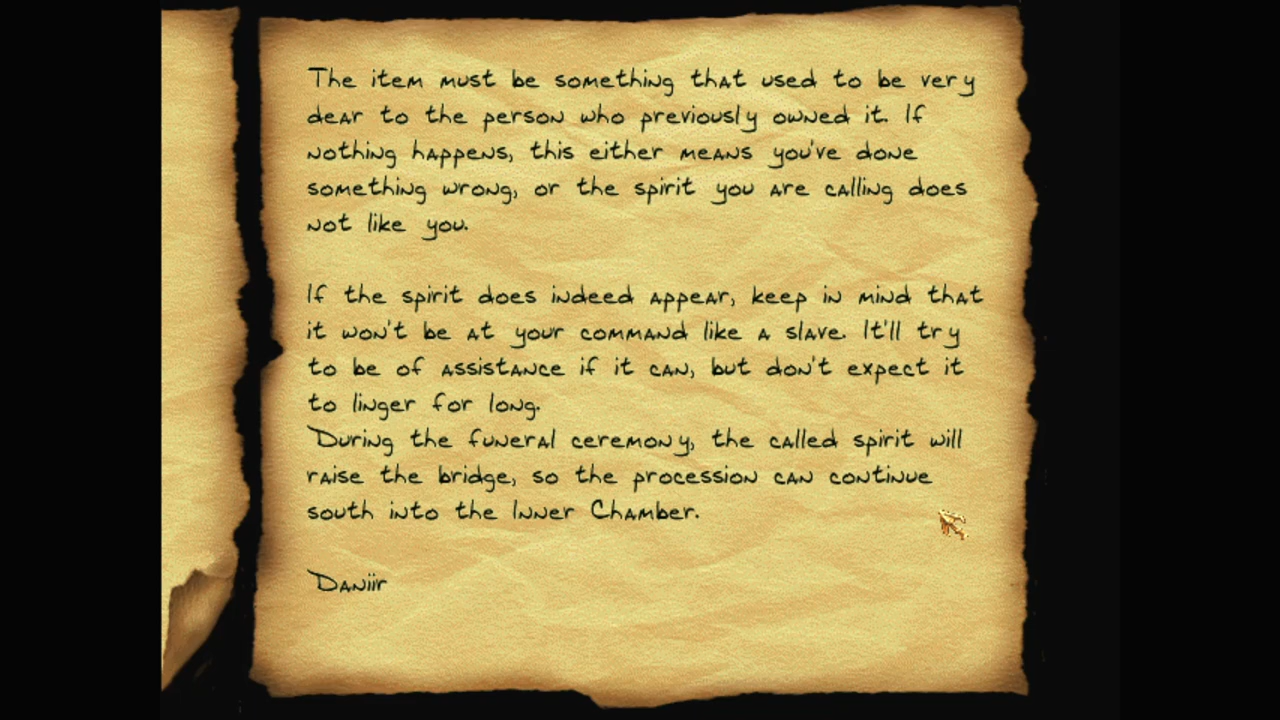 The item must be something that used to be very
dear to the person who previously owned it. If
nothing happens, this either means you've done
something wrong, or the spirit you are calling does
not like you.
If the spirit does indeed appear, keep in mind that
it won't be at your command like a slave. It'll try
to be of assistance if it can, but don't expect it
to linger for long.
During the funeral ceremony, the called spirit will
raise the bridge, so the procession can continue
south into the Inner Chamber.
Daniir